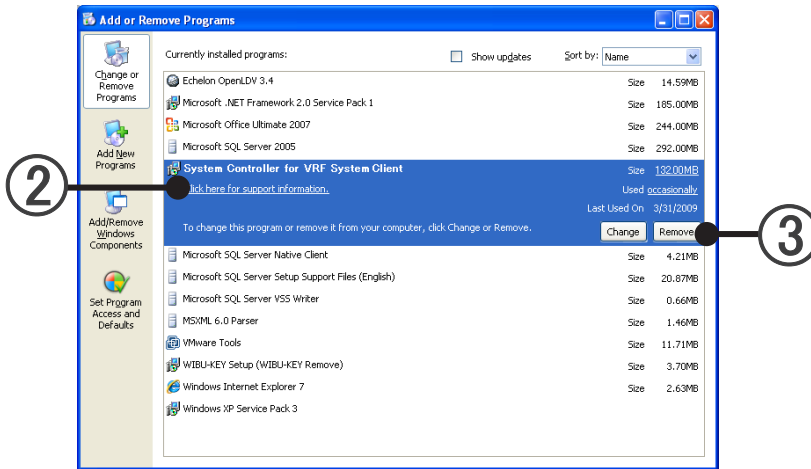 Add or Remove Programs
Change or
Remove
Programs
Add New
Programs
Add/Remove
Windows
Components
Set Program
Access and
Defaults
Currently installed programs:
Show updates
Sort by: Name
Echelon OpenLDV 3.4 Size 14.59MB
Microsoft .NET Framework 2.0 Service Pack 1 Size 185.00MB
Microsoft Office Ultimate 2007 Size 244.00MB
Microsoft SQL Server 2005 Size 292.00MB
System Controller for VRF System Client Size 132.00MB
2
lick here for support information. Used occasionally
Last Used On 3/31/2009
To change this program or remove it from your computer, click Change or Remove. Change Remove
3
Microsoft SQL Server Native Client Size 4.21MB
Microsoft SQL Server Setup Support Files (English) Size 20.87MB
Microsoft SQL Server VSS Writer Size 0.66MB
MSXML 6.0 Parser Size 1.46MB
VMware Tools Size 11.71MB
WIBU-KEY Setup (WIBU-KEY Remove) Size 3.70MB
Windows Internet Explorer 7 Size 2.63MB
Windows XP Service Pack 3